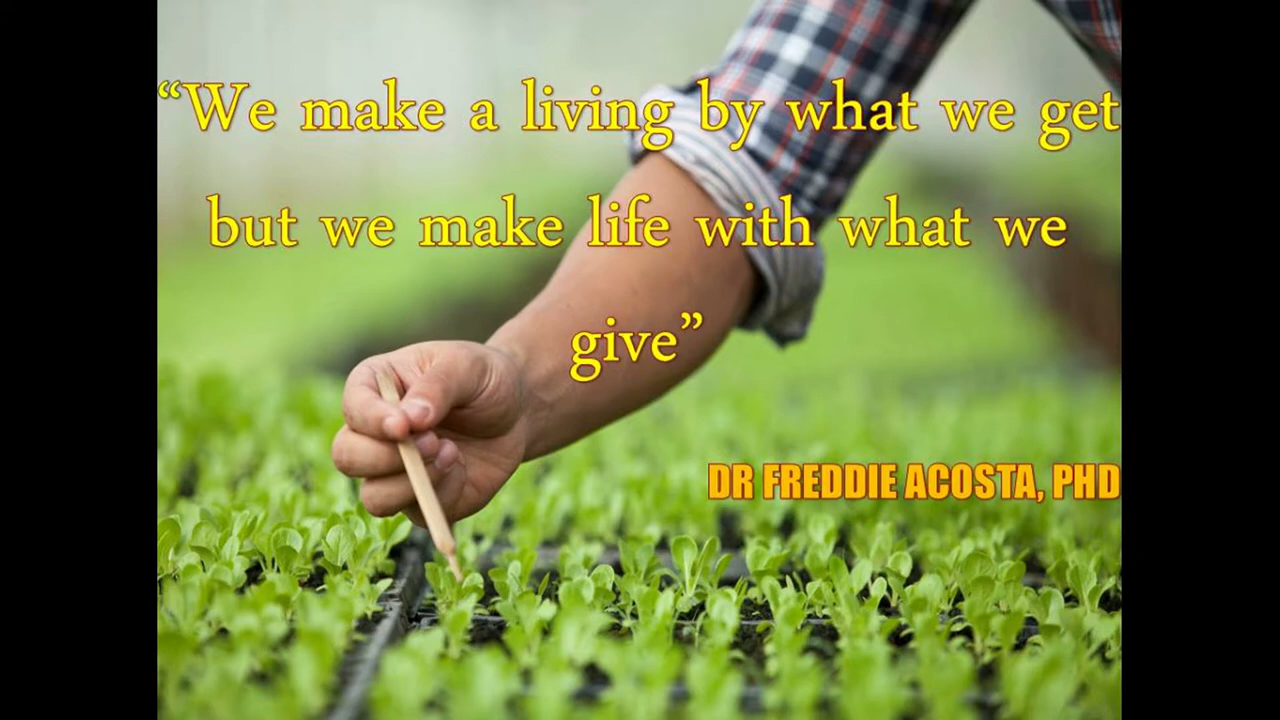 “We make a living by what we get
but we make life with what we
give”
DR FREDDIE ACOSTA, PHD